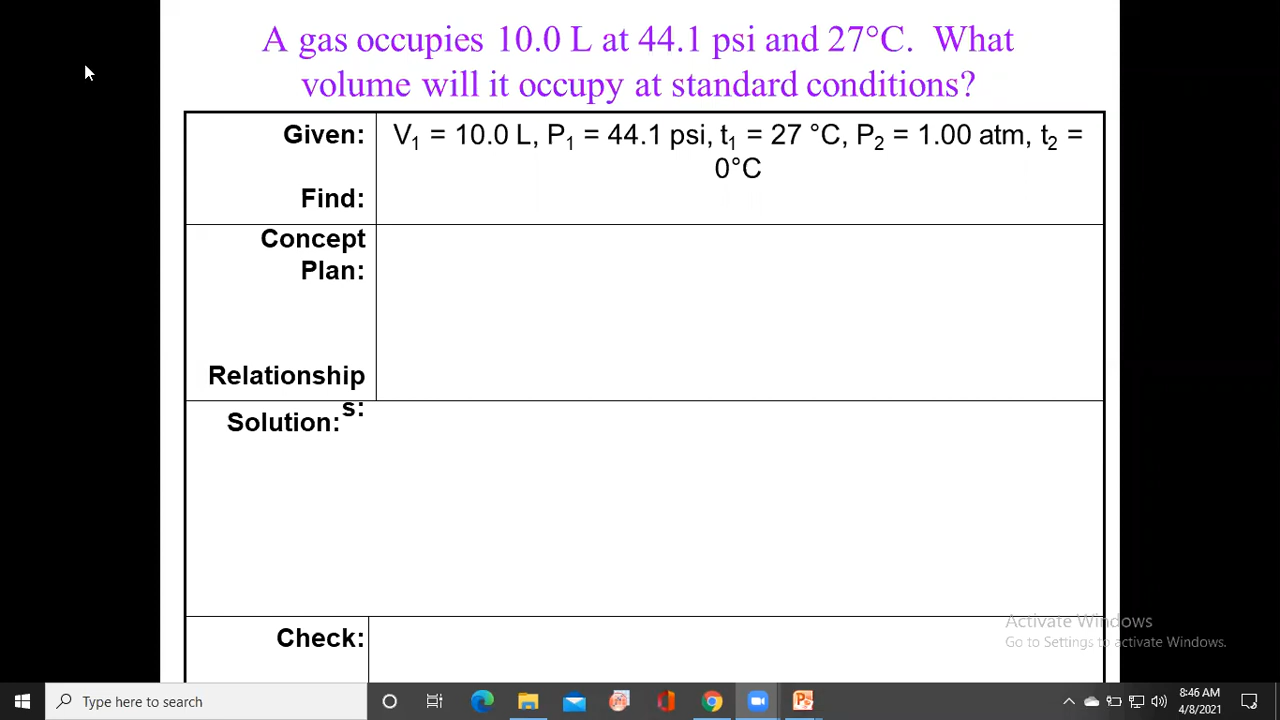 A gas occupies 10.0 L at 44.1 psi and 27°C.  What
volume will it occupy at standard conditions?
Given:
V₁ = 10.0 L, P₁ = 44.1 psi, t₁ = 27 °C, P₂ = 1.00 atm, t₂ =
0°C
Find:
Concept
Plan:
Relationship
s:
Solution:
Check:
Activate Windows
Go to Settings to activate Windows.
Type here to search
8:46 AM
4/8/2021